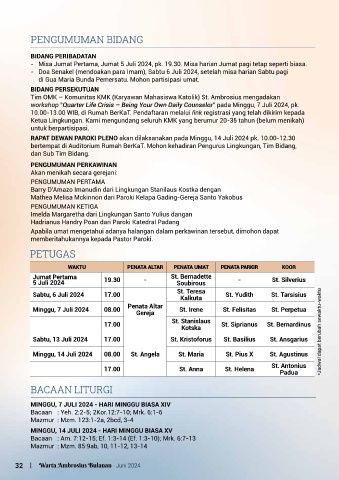 PENGUMUMAN BIDANG
BIDANG PERIBADATAN
- Misa Jumat Pertama, Jumat 5 Juli 2024, pk. 19.30. Misa harian Jumat pagi tetap seperti biasa.
- Doa Senakel (mendoakan para Imam), Sabtu 6 Juli 2024, setelah misa harian Sabtu pagi
di Gua Maria Bunda Pemersatu. Mohon partisipasi umat.
BIDANG PERSEKUTUAN
Tim OMK – Komunitas KMK (Karyawan Mahasiswa Katolik) St. Ambrosius mengadakan
workshop "Quarter Life Crisis – Being Your Own Daily Counselor" pada Minggu, 7 Juli 2024, pk.
10.00-13.00 WIB, di Rumah BerKaT. Pendaftaran melalui link registrasi yang telah dikirim kepada
Ketua Lingkungan. Kami mengundang seluruh KMK yang berumur 20-35 tahun (belum menikah)
untuk berpartisipasi.
RAPAT DEWAN PAROKI PLENO akan dilaksanakan pada Minggu, 14 Juli 2024 pk. 10.00-12.30
bertempat di Auditorium Rumah BerKaT. Mohon kehadiran Pengurus Lingkungan, Tim Bidang,
dan Sub Tim Bidang.
PENGUMUMAN PERKAWINAN
Akan menikah secara gerejani:
PENGUMUMAN PERTAMA
Barry D'Amazo Imanudin dari Lingkungan Stanilaus Kostka dengan
Mathea Melisa Mckinnon dari Paroki Kelapa Gading-Gereja Santo Yakobus
PENGUMUMAN KETIGA
Imelda Margaretha dari Lingkungan Santo Yulius dangan
Hadrianus Handry Poan dari Paroki Katedral Padang
Apabila umat mengetahui adanya halangan dalam perkawinan tersebut, dimohon dapat
memberitahukannya kepada Pastor Paroki.
PETUGAS
WAKTU PENATA ALTAR PENATA UMAT PENATA PARKIR KOOR
Jumat Pertama 5 Juli 2024 19.30 - St. Bernadette Soubirous - St. Silverius
Sabtu, 6 Juli 2024 17.00 St. Teresa Kalkuta St. Yudith St. Tarsisius
Minggu, 7 Juli 2024 08.00 Penata Altar Gereja St. Irene St. Felisitas St. Perpetua
17.00 St. Stanislaus Kotska St. Siprianus St. Bernardinus
Sabtu, 13 Juli 2024 17.00 St. Kristoforus St. Basilius St. Ansgarius
Minggu, 14 Juli 2024 08.00 St. Angela St. Maria St. Pius X St. Agustinus
17.00 St. Anna St. Helena St. Antonius Padua
*Jadwal dapat berubah sewaktu-waktu
BACAAN LITURGI
MINGGU, 7 JULI 2024 - HARI MINGGU BIASA XIV
Bacaan : Yeh. 2:2-5; 2Kor.12:7-10; Mrk. 6:1-6
Mazmur : Mzm. 123:1-2a, 2bcd, 3-4
MINGGU, 14 JULI 2024 - HARI MINGGU BIASA XV
Bacaan : Am. 7:12-15; Ef. 1:3-14 (Ef. 1:3-10); Mrk. 6:7-13
Mazmur : Mzm. 85:9ab, 10, 11-12, 13-14
32 | Warta Ambrosius Bulanan - Juni 2024